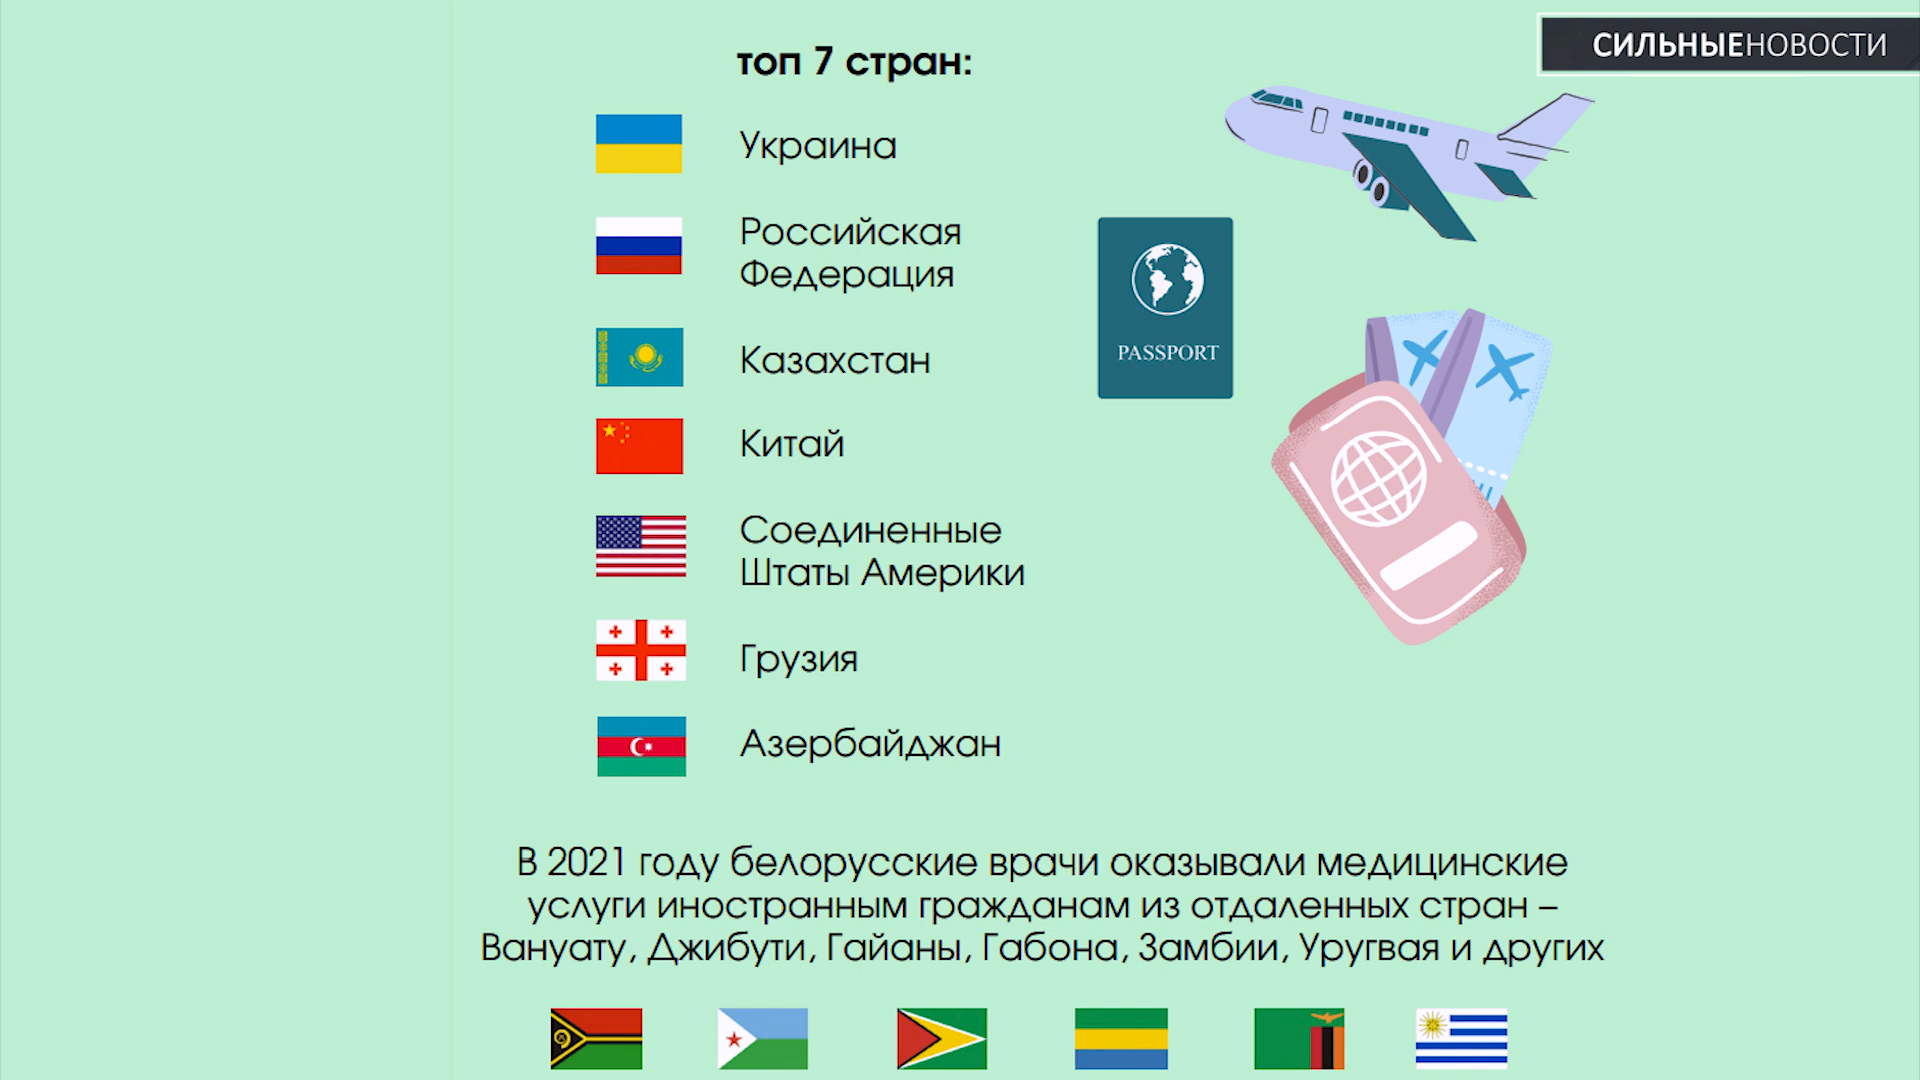 СИЛЬНЫЕНОВОСТИ
топ 7 стран:
Украина
Российская
Федерация
Казахстан
Китай
Соединенные
Штаты Америки
Грузия
Азербайджан
PASSPORT
В 2021 году белорусские врачи оказывали медицинские
услуги иностранным гражданам из отдаленных стран –
Вануату, Джибути, Гайаны, Габона, Замбии, Уругвая и других